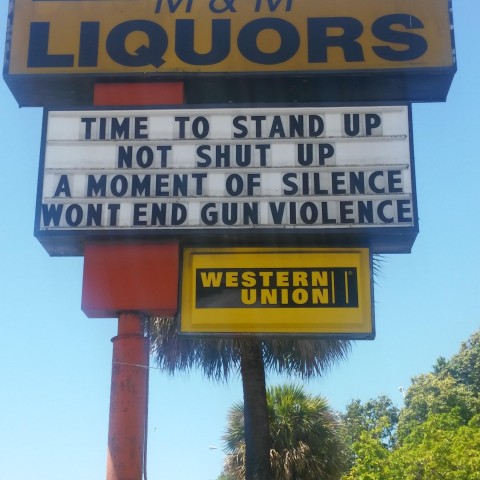 M & M
LIQUORS
TIME TO STAND UP
NOT SHUT UP
A MOMENT OF SILENCE
WONT END GUN VIOLENCE
WESTERN
UNION